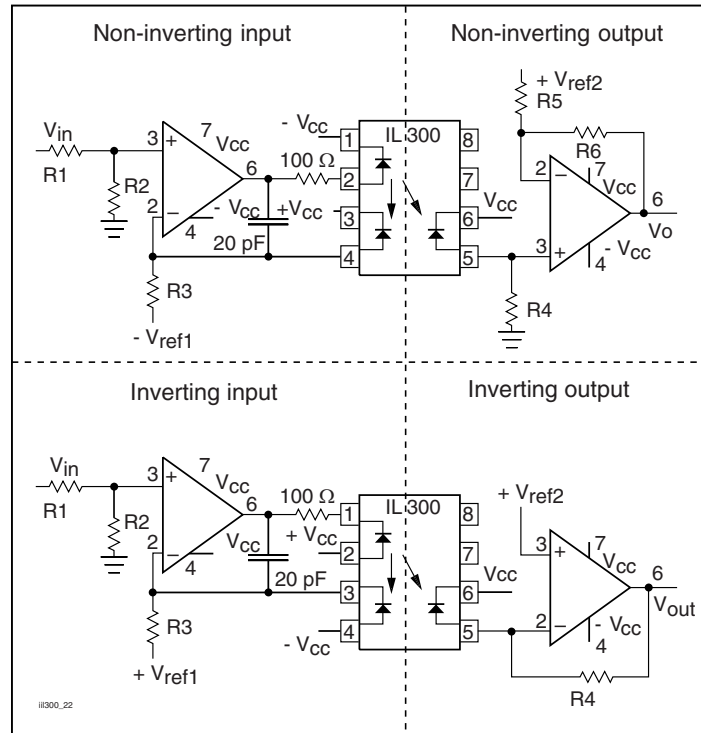 Non-inverting input
Non-inverting output
Vin
R1
R2
3
+
7
Vcc
6
2
–
4
- Vcc
100 Ω
20 pF
+Vcc
R3
- Vref1
- Vcc
IL 300
1
2
3
4
8
7
6
5
Vcc
+ Vref2
R5
R6
2
–
7
Vcc
6
Vo
3
+
4
- Vcc
R4
Inverting input
Inverting output
Vin
R1
R2
3
+
7
Vcc
6
2
–
4
Vcc
100 Ω
20 pF
R3
+ Vref1
+ Vcc
- Vcc
IL 300
1
2
3
4
8
7
6
5
Vcc
+ Vref2
3
+
7
Vcc
6
Vout
2
–
- Vcc
4
R4
iil300_22